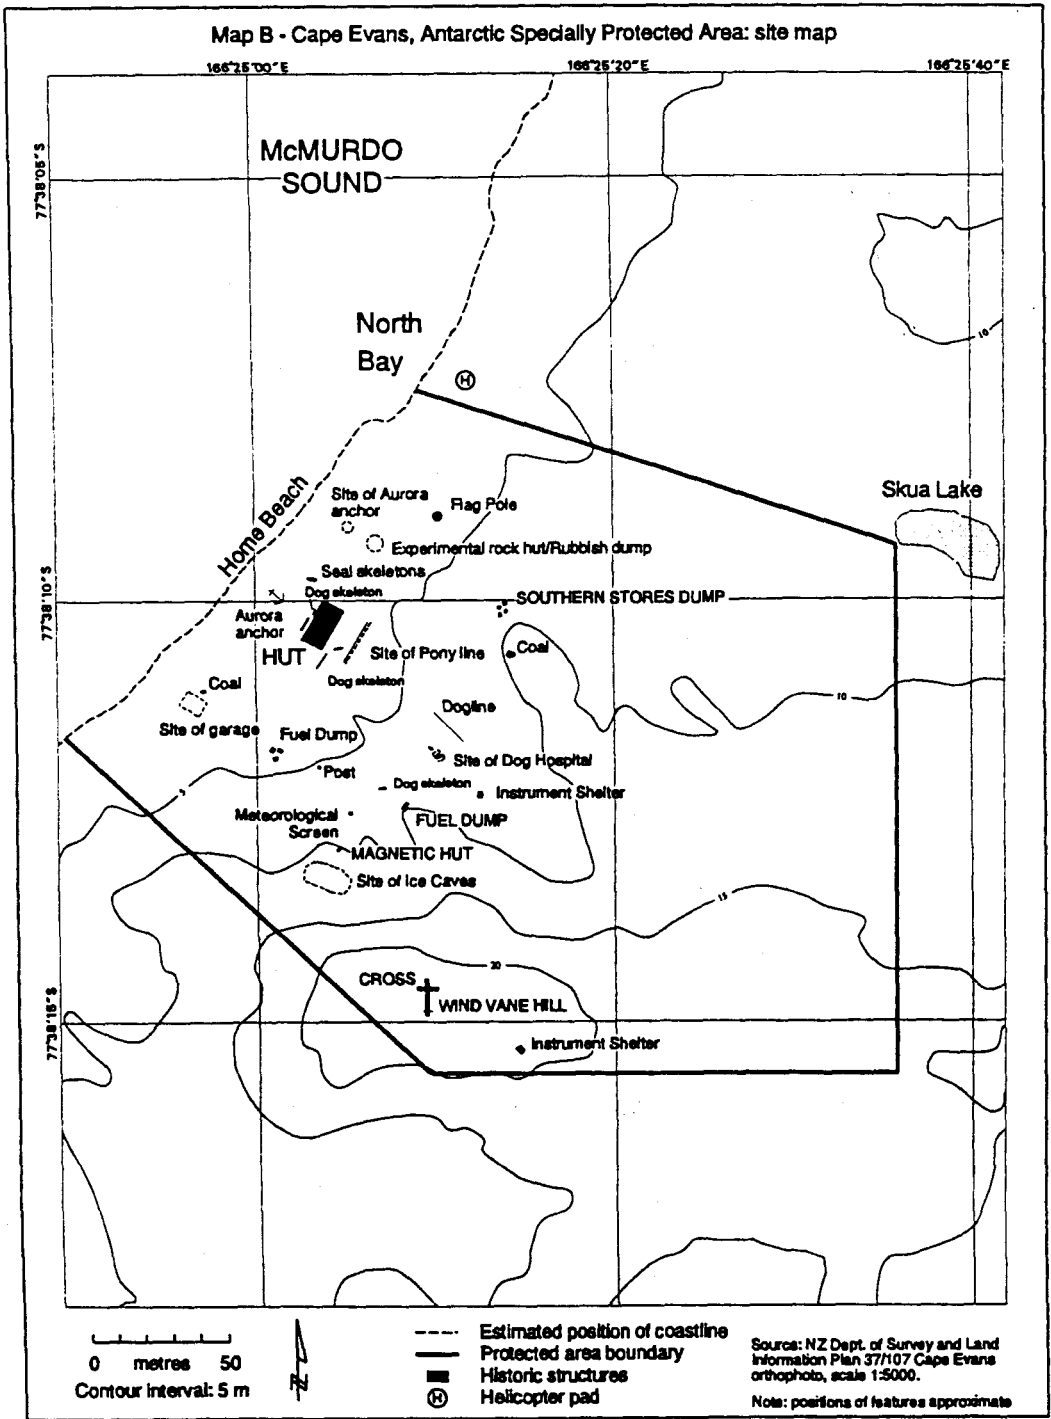 Map B - Cape Evans, Antarctic Specially Protected Area: site map
166°25'00"E
166°25'20"E
166°25'40"E
77°38'05"S
McMURDO
SOUND
North
Bay
H
10
Home Beach
Skua Lake
Site of Aurora
anchor
Flag Pole
Experimental rock hut/Rubbish dump
Seal skeletons
Dog skeleton
77°38'10"S
SOUTHERN STORES DUMP
Aurora
anchor
HUT
Site of Pony line
Coal
Dog skeleton
Coal
10
Site of garage
Dogline
Fuel Dump
Site of Dog Hospital
Post
5
Dog skeleton
Instrument Shelter
Meteorological
Screen
FUEL DUMP
MAGNETIC HUT
Site of Ice Caves
15
20
CROSS
WIND VANE HILL
77°38'15"S
Instrument Shelter
0 metres 50
Contour interval: 5 m
N
Estimated position of coastline
Protected area boundary
Historic structures
H Helicopter pad
Source: NZ Dept. of Survey and Land
Information Plan 37/107 Cape Evans
orthophoto, scale 1:5000.
Note: positions of features approximate